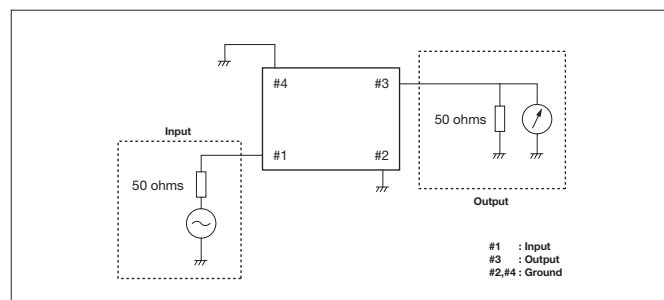 #4
#3
50 ohms
Input
#1
#2
50 ohms
Output
#1 : Input
#3 : Output
#2,#4 : Ground